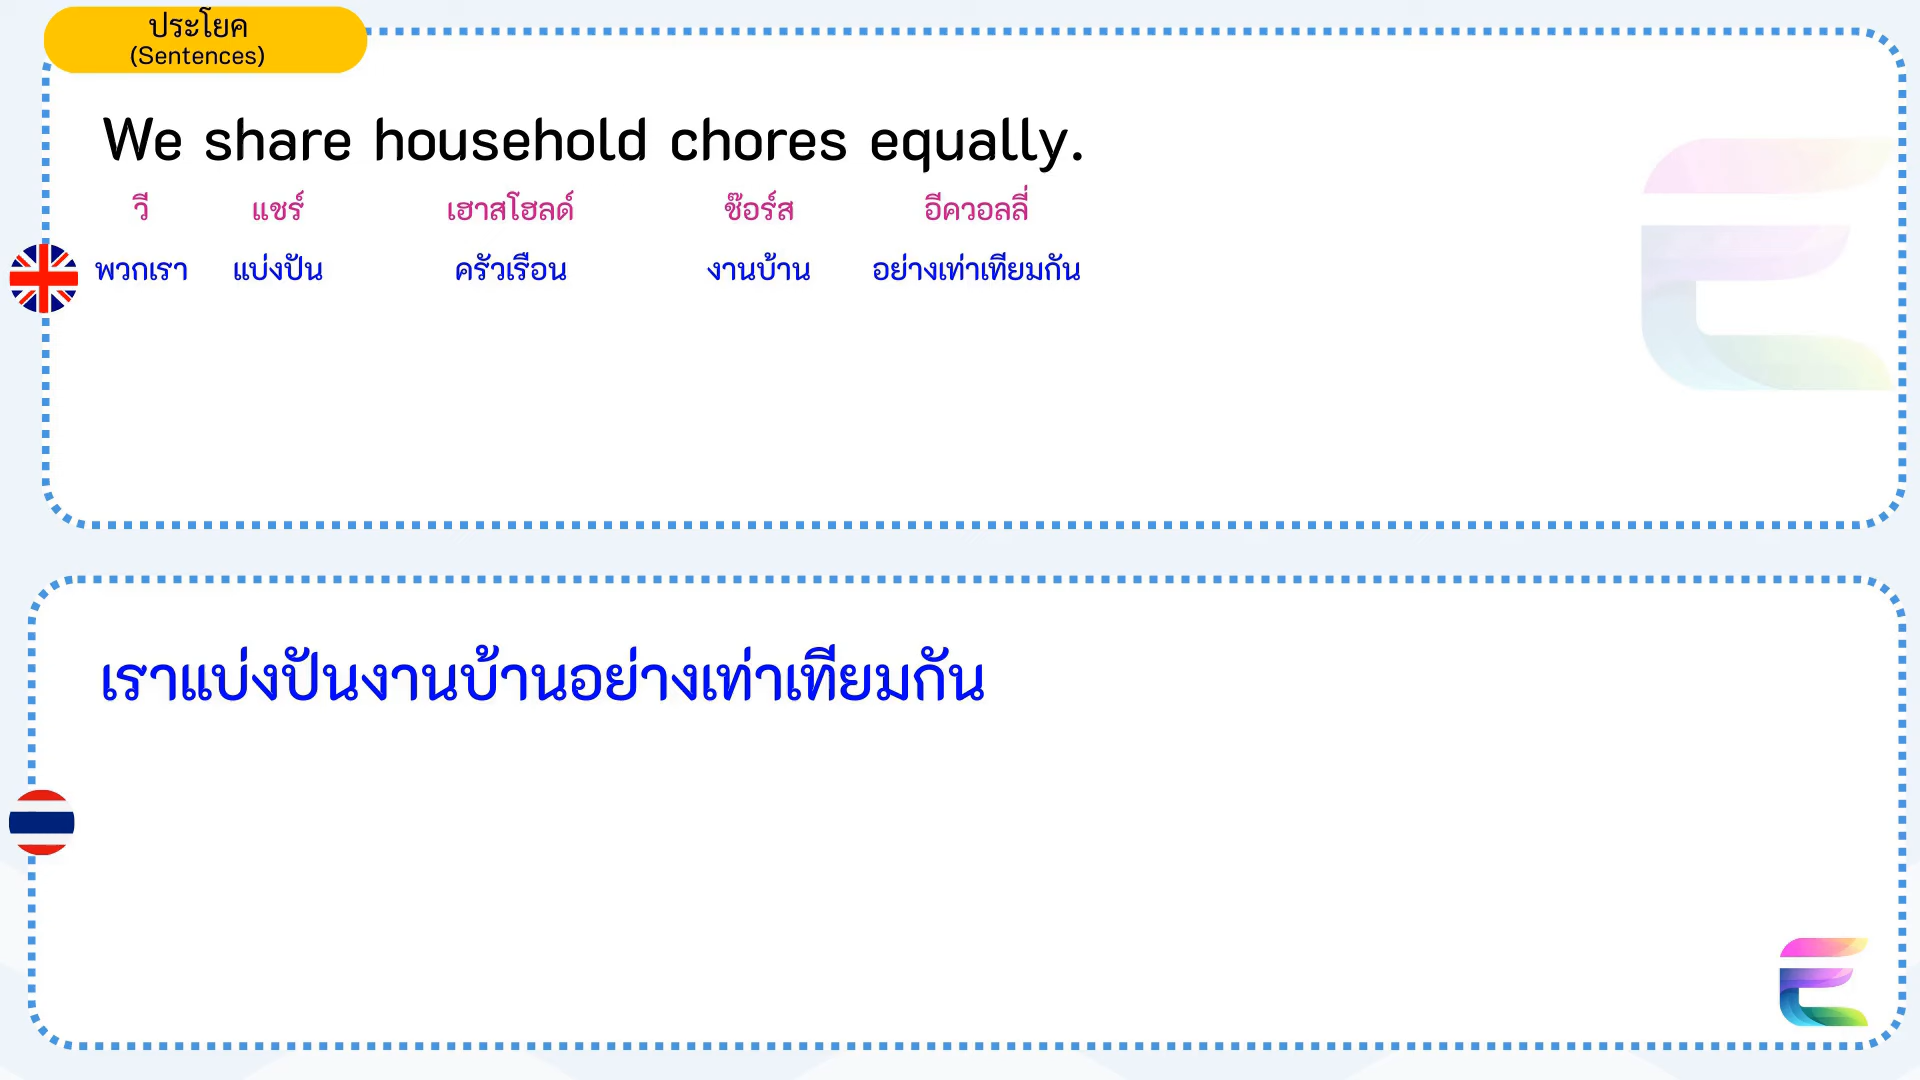 ประโยค
(Sentences)
We share household chores equally.
วี แชร์ เฮาสโฮลด์ ช๊อร์ส อีควอลลี่
พวกเรา แบ่งปัน ครัวเรือน งานบ้าน อย่างเท่าเทียมกัน
เราแบ่งปันงานบ้านอย่างเท่าเทียมกัน